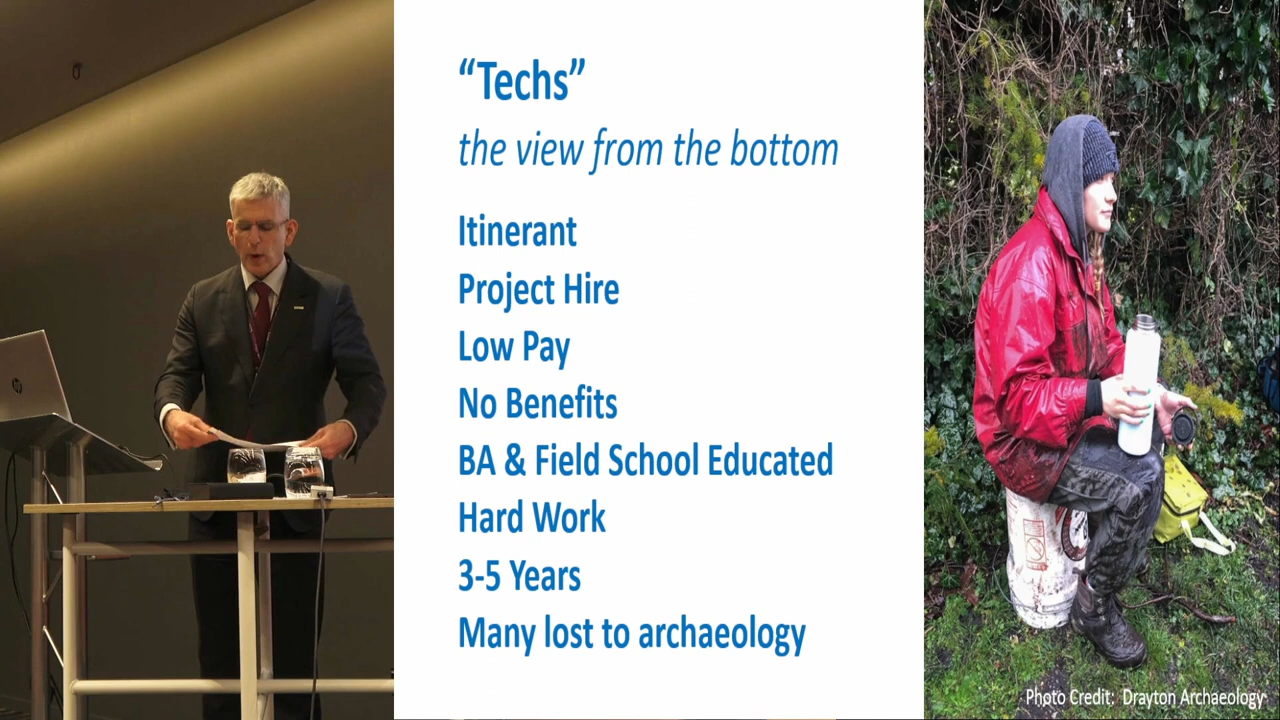 “Techs”
the view from the bottom
Itinerant
Project Hire
Low Pay
No Benefits
BA & Field School Educated
Hard Work
3-5 Years
Many lost to archaeology
Photo Credit: Drayton Archaeology
hp